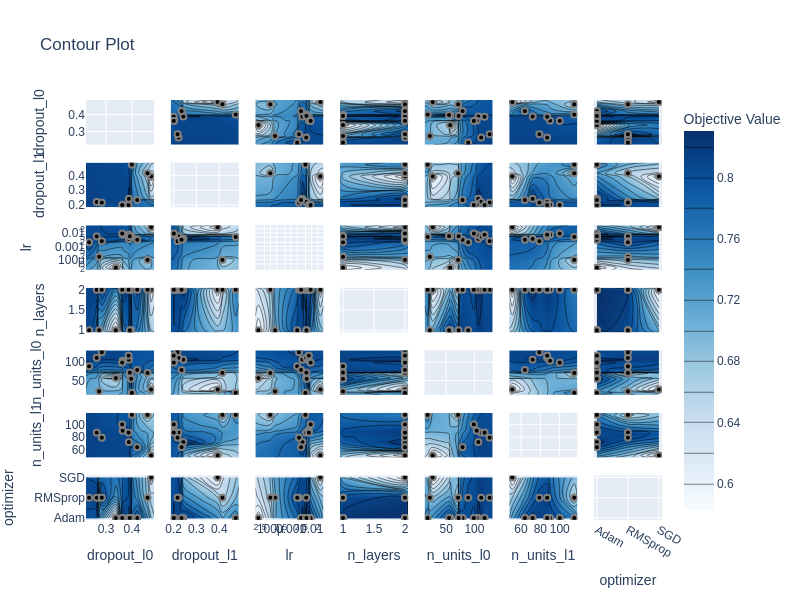 Contour Plot
Objective Value
dropout_l0
0.4
0.3
dropout_l1
0.4
0.3
0.2
lr
0.01
0.001
n_layers
2
1.5
1
n_units_l0
100
50
n_units_l1
100
80
60
optimizer
SGD
RMSprop
Adam
0.8
0.76
0.72
0.68
0.64
0.6
0.3 0.4
0.2 0.3 0.4
0.01
1 1.5 2
50 100
60 80 100
Adam RMSprop SGD
dropout_l0 dropout_l1 lr n_layers n_units_l0 n_units_l1 optimizer